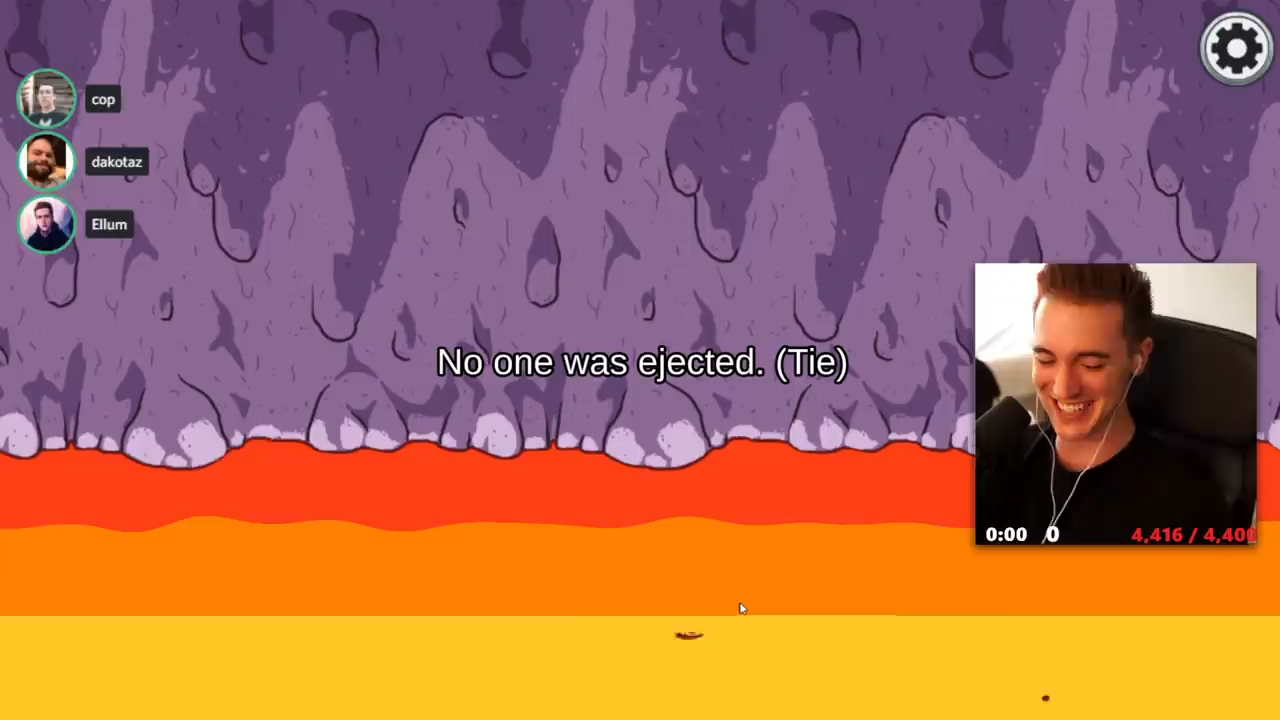 cop
dakotaz
Ellum
No one was ejected. (Tie)
0:00 0 4,416 / 4,400